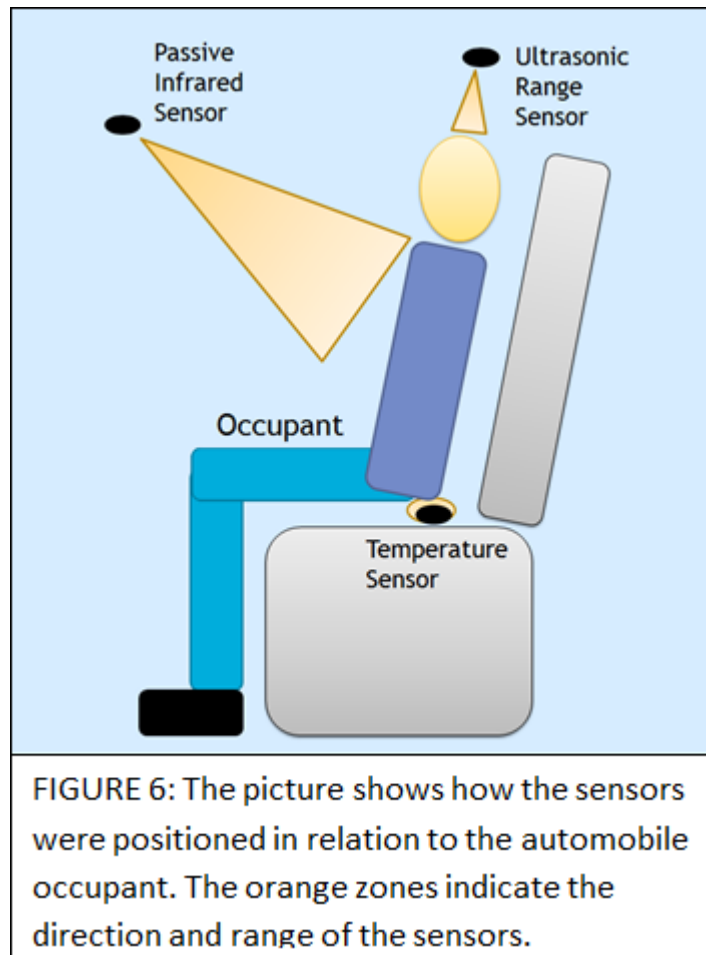 Passive
Infrared
Sensor
Ultrasonic
Range
Sensor
Occupant
Temperature
Sensor
FIGURE 6: The picture shows how the sensors
were positioned in relation to the automobile
occupant. The orange zones indicate the
direction and range of the sensors.